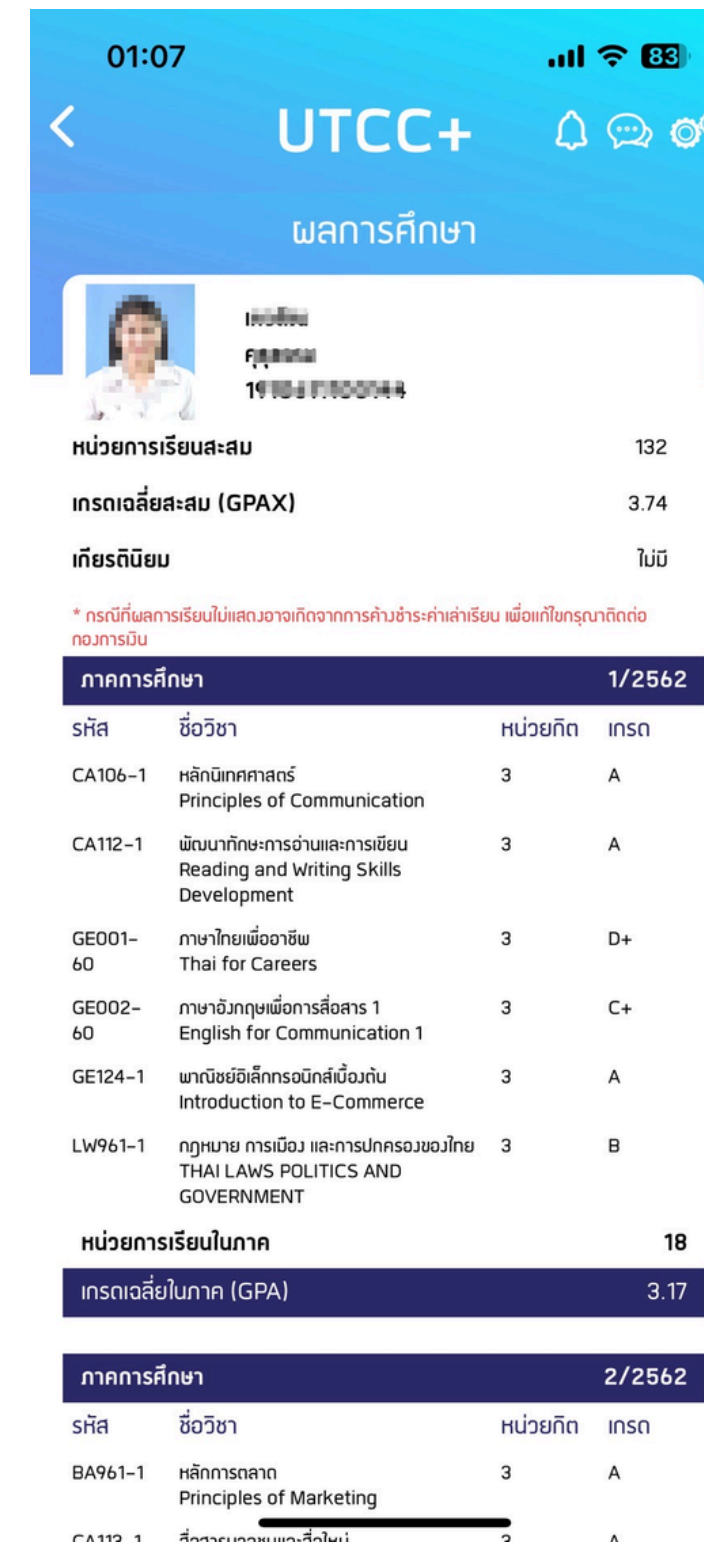 01:07
83
UTCC+
ผลการศึกษา
หน่วยการเรียนสะสม 132
เกรดเฉลี่ยสะสม (GPAX) 3.74
เกียรตินิยม ไม่มี
* กรณีที่ผลการเรียนไม่แสดงอาจเกิดจากการค้างชำระค่าเล่าเรียน เพื่อแก้ไขกรุณาติดต่อ
กองการเงิน
ภาคการศึกษา 1/2562
รหัส ชื่อวิชา หน่วยกิต เกรด
CA106-1 หลักนิเทศศาสตร์ 3 A
Principles of Communication
CA112-1 พัฒนาทักษะการอ่านและการเขียน 3 A
Reading and Writing Skills
Development
GE001- ภาษาไทยเพื่ออาชีพ 3 D+
60 Thai for Careers
GE002- ภาษาอังกฤษเพื่อการสื่อสาร 1 3 C+
60 English for Communication 1
GE124-1 พาณิชย์อิเล็กทรอนิกส์เบื้องต้น 3 A
Introduction to E-Commerce
LW961-1 กฎหมาย การเมือง และการปกครองของไทย 3 B
THAI LAWS POLITICS AND
GOVERNMENT
หน่วยการเรียนในภาค 18
เกรดเฉลี่ยในภาค (GPA) 3.17
ภาคการศึกษา 2/2562
รหัส ชื่อวิชา หน่วยกิต เกรด
BA961-1 หลักการตลาด 3 A
Principles of Marketing
CA113-1 3 A